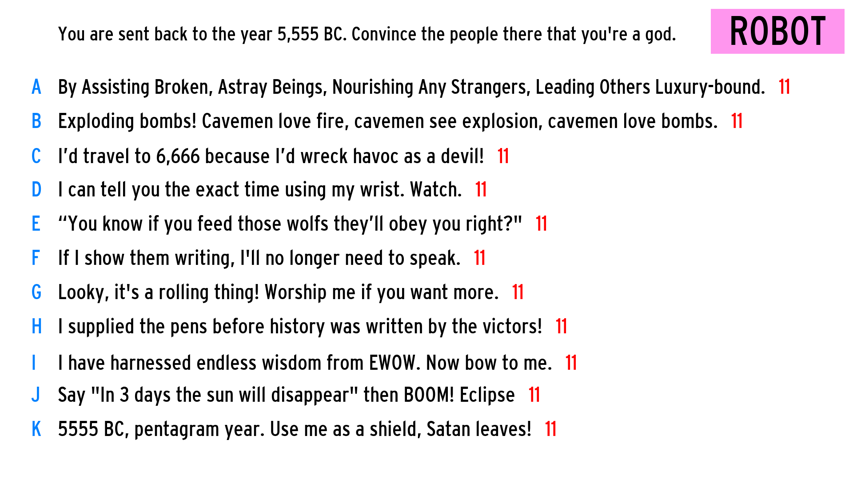 You are sent back to the year 5,555 BC. Convince the people there that you're a god.
ROBOT
A By Assisting Broken, Astray Beings, Nourishing Any Strangers, Leading Others Luxury-bound. 11
B Exploding bombs! Cavemen love fire, cavemen see explosion, cavemen love bombs. 11
C I’d travel to 6,666 because I’d wreck havoc as a devil! 11
D I can tell you the exact time using my wrist. Watch. 11
E “You know if you feed those wolfs they’ll obey you right?" 11
F If I show them writing, I'll no longer need to speak. 11
G Looky, it's a rolling thing! Worship me if you want more. 11
H I supplied the pens before history was written by the victors! 11
I I have harnessed endless wisdom from EWOW. Now bow to me. 11
J Say "In 3 days the sun will disappear" then BOOM! Eclipse 11
K 5555 BC, pentagram year. Use me as a shield, Satan leaves! 11